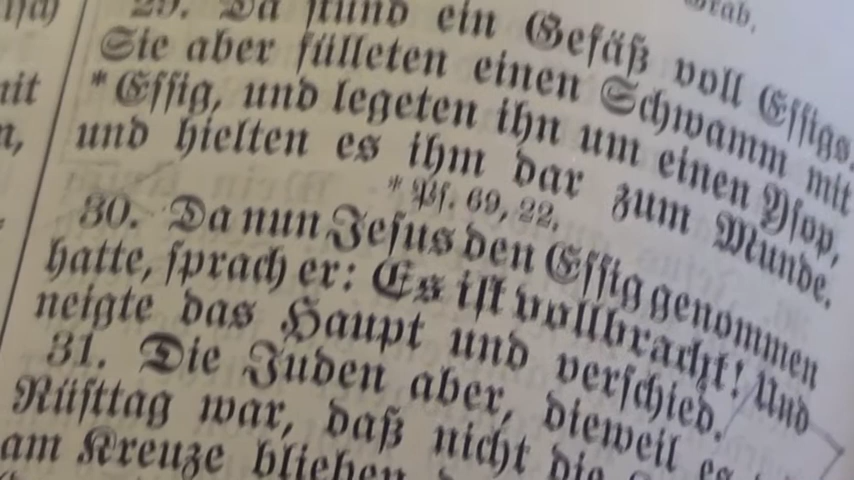 Grab.
29. Da stund ein Gefäß voll Essigs.
Sie aber fülleten einen Schwamm mit
* Essig, und legeten ihn um einen Ysop,
und hielten es ihm dar zum Munde.
* Ps. 69, 22.
30. Da nun Jesus den Essig genommen
hatte, sprach er: Es ist vollbracht! Und
neigte das Haupt und verschied.
31. Die Juden aber, dieweil es
Rüsttag war, daß nicht die
am Kreuze blieben